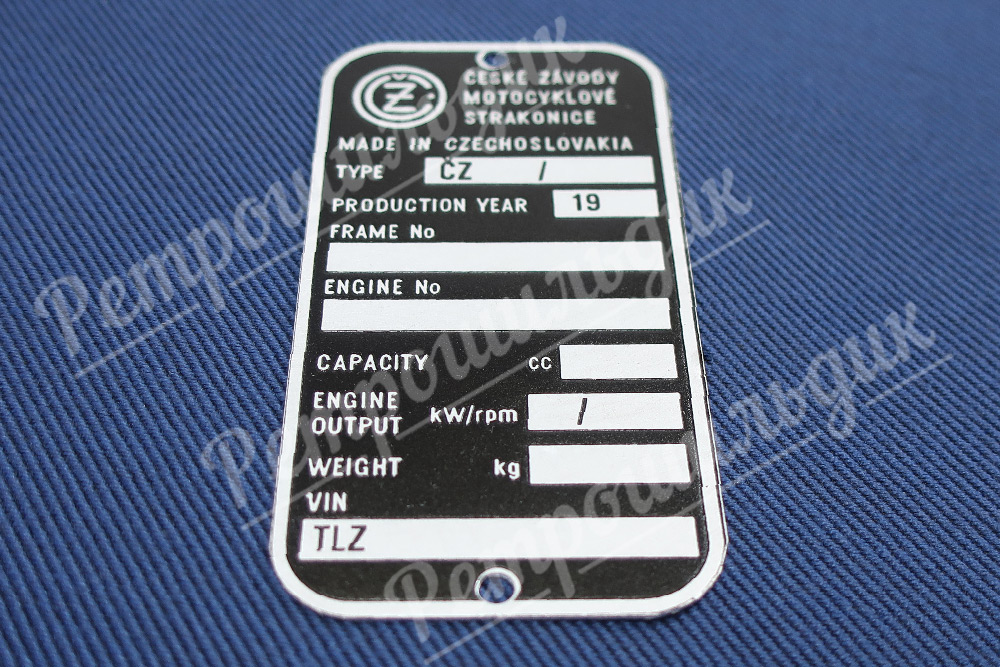 Ретрошильдик
ČZ
ČESKÉ ZÁVODY
MOTOCYKLOVÉ
STRAKONICE
MADE IN CZECHOSLOVAKIA
TYPE ČZ /
PRODUCTION YEAR 19
FRAME No
Ретрошильдик
ENGINE No
CAPACITY cc
ENGINE
OUTPUT kW/rpm /
Ретрошильдик
WEIGHT kg
VIN
TLZ
Ретрошильдик